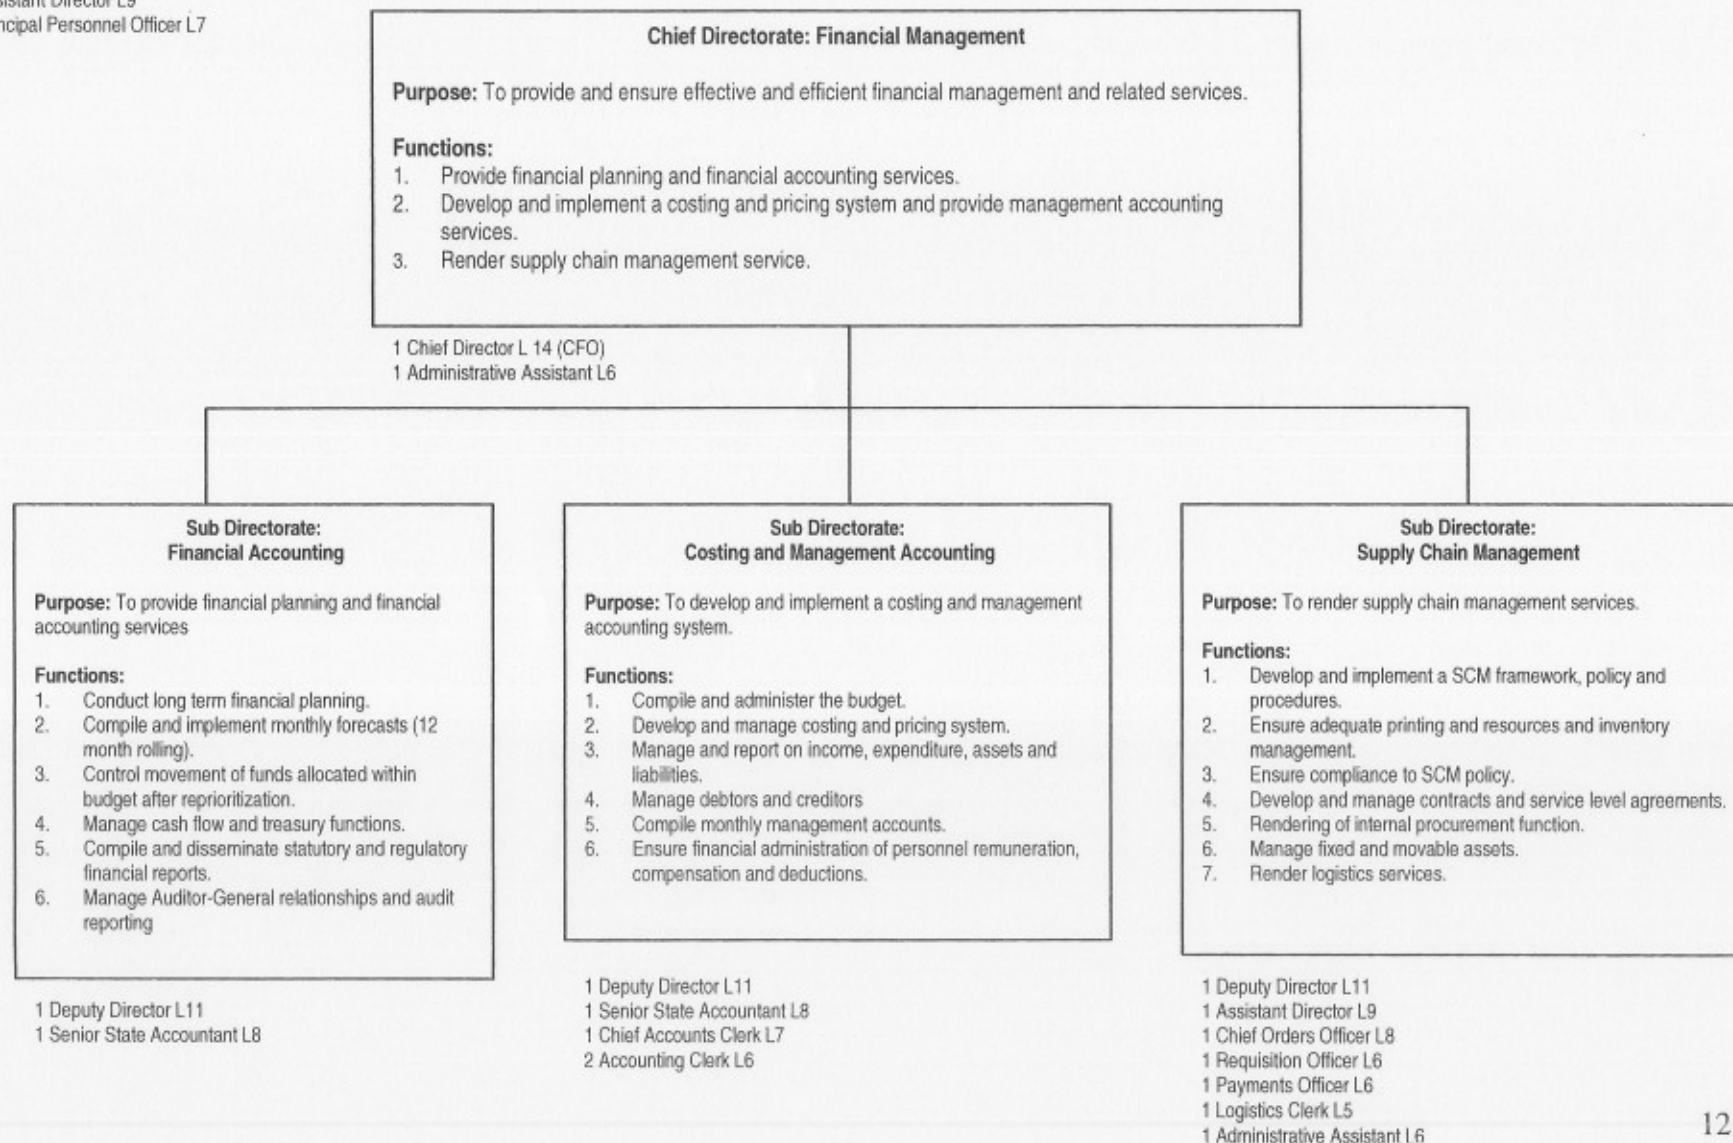 Principal Personnel Officer L7
Chief Directorate: Financial Management
Purpose: To provide and ensure effective and efficient financial management and related services.
Functions:
1. Provide financial planning and financial accounting services.
2. Develop and implement a costing and pricing system and provide management accounting
services.
3. Render supply chain management service.
1 Chief Director L 14 (CFO)
1 Administrative Assistant L6
Sub Directorate:
Financial Accounting
Purpose: To provide financial planning and financial
accounting services
Functions:
1. Conduct long term financial planning.
2. Compile and implement monthly forecasts (12
month rolling).
3. Control movement of funds allocated within
budget after reprioritization.
4. Manage cash flow and treasury functions.
5. Compile and disseminate statutory and regulatory
financial reports.
6. Manage Auditor-General relationships and audit
reporting
1 Deputy Director L11
1 Senior State Accountant L8
Sub Directorate:
Costing and Management Accounting
Purpose: To develop and implement a costing and management
accounting system.
Functions:
1. Compile and administer the budget.
2. Develop and manage costing and pricing system.
3. Manage and report on income, expenditure, assets and
liabilities.
4. Manage debtors and creditors
5. Compile monthly management accounts.
6. Ensure financial administration of personnel remuneration,
compensation and deductions.
1 Deputy Director L11
1 Senior State Accountant L8
1 Chief Accounts Clerk L7
2 Accounting Clerk L6
Sub Directorate:
Supply Chain Management
Purpose: To render supply chain management services.
Functions:
1. Develop and implement a SCM framework, policy and
procedures.
2. Ensure adequate printing and resources and inventory
management.
3. Ensure compliance to SCM policy.
4. Develop and manage contracts and service level agreements.
5. Rendering of internal procurement function.
6. Manage fixed and movable assets.
7. Render logistics services.
1 Deputy Director L11
1 Assistant Director L9
1 Chief Orders Officer L8
1 Requisition Officer L6
1 Payments Officer L6
1 Logistics Clerk L5
1 Administrative Assistant L6
12